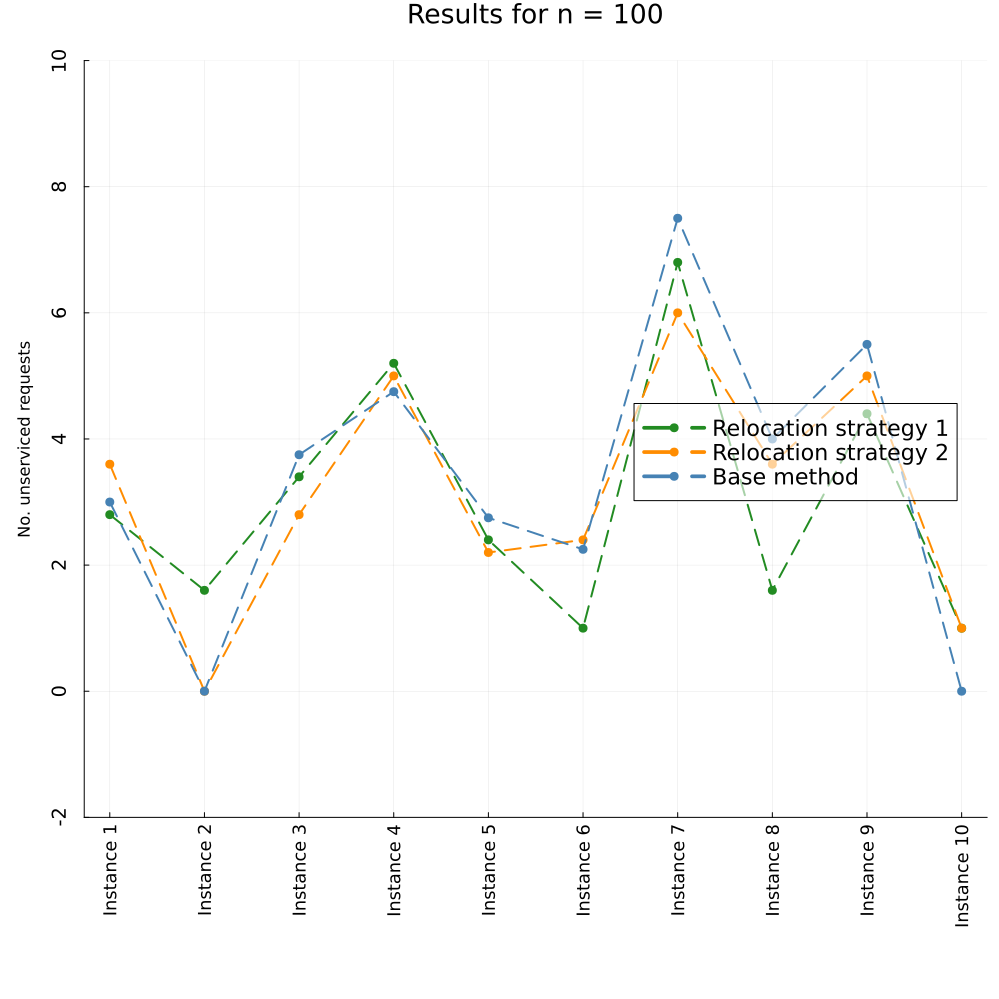 Results for n = 100
No. unserviced requests
10
8
6
4
2
0
-2
Relocation strategy 1
Relocation strategy 2
Base method
Instance 1
Instance 2
Instance 3
Instance 4
Instance 5
Instance 6
Instance 7
Instance 8
Instance 9
Instance 10